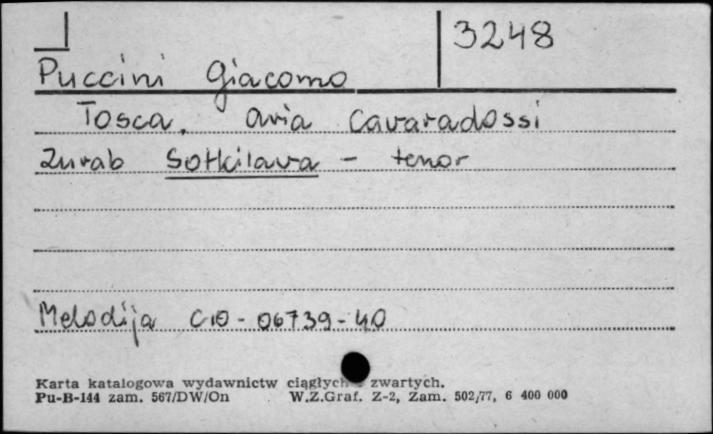 3248
Puccini Giacomo
Tosca. aria Cavaradossi
Zurab Sotkilava - tenor
Melodija C10-06739-40
Karta katalogowa wydawnictw ciągłych zwartych.
Pu-B-144 zam. 567/DW/On W.Z.Graf. Z-2, Zam. 502/77, 6 400 000